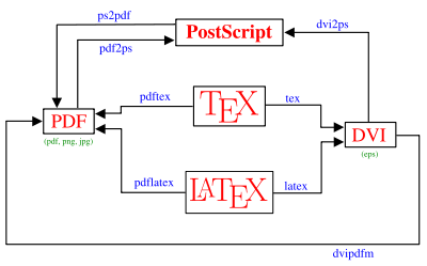 ps2pdf
dvi2ps
PostScript
pdf2ps
pdftex
TEX
tex
PDF
DVI
(pdf, png, jpg)
(eps)
pdflatex
LATEX
latex
dvipdfm